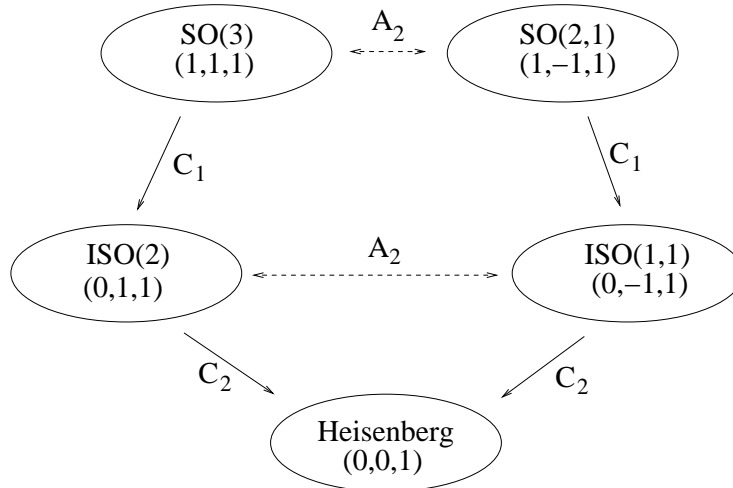 SO(3)
(1,1,1)
A₂
SO(2,1)
(1,–1,1)
C₁
C₁
ISO(2)
(0,1,1)
A₂
ISO(1,1)
(0,–1,1)
C₂
C₂
Heisenberg
(0,0,1)